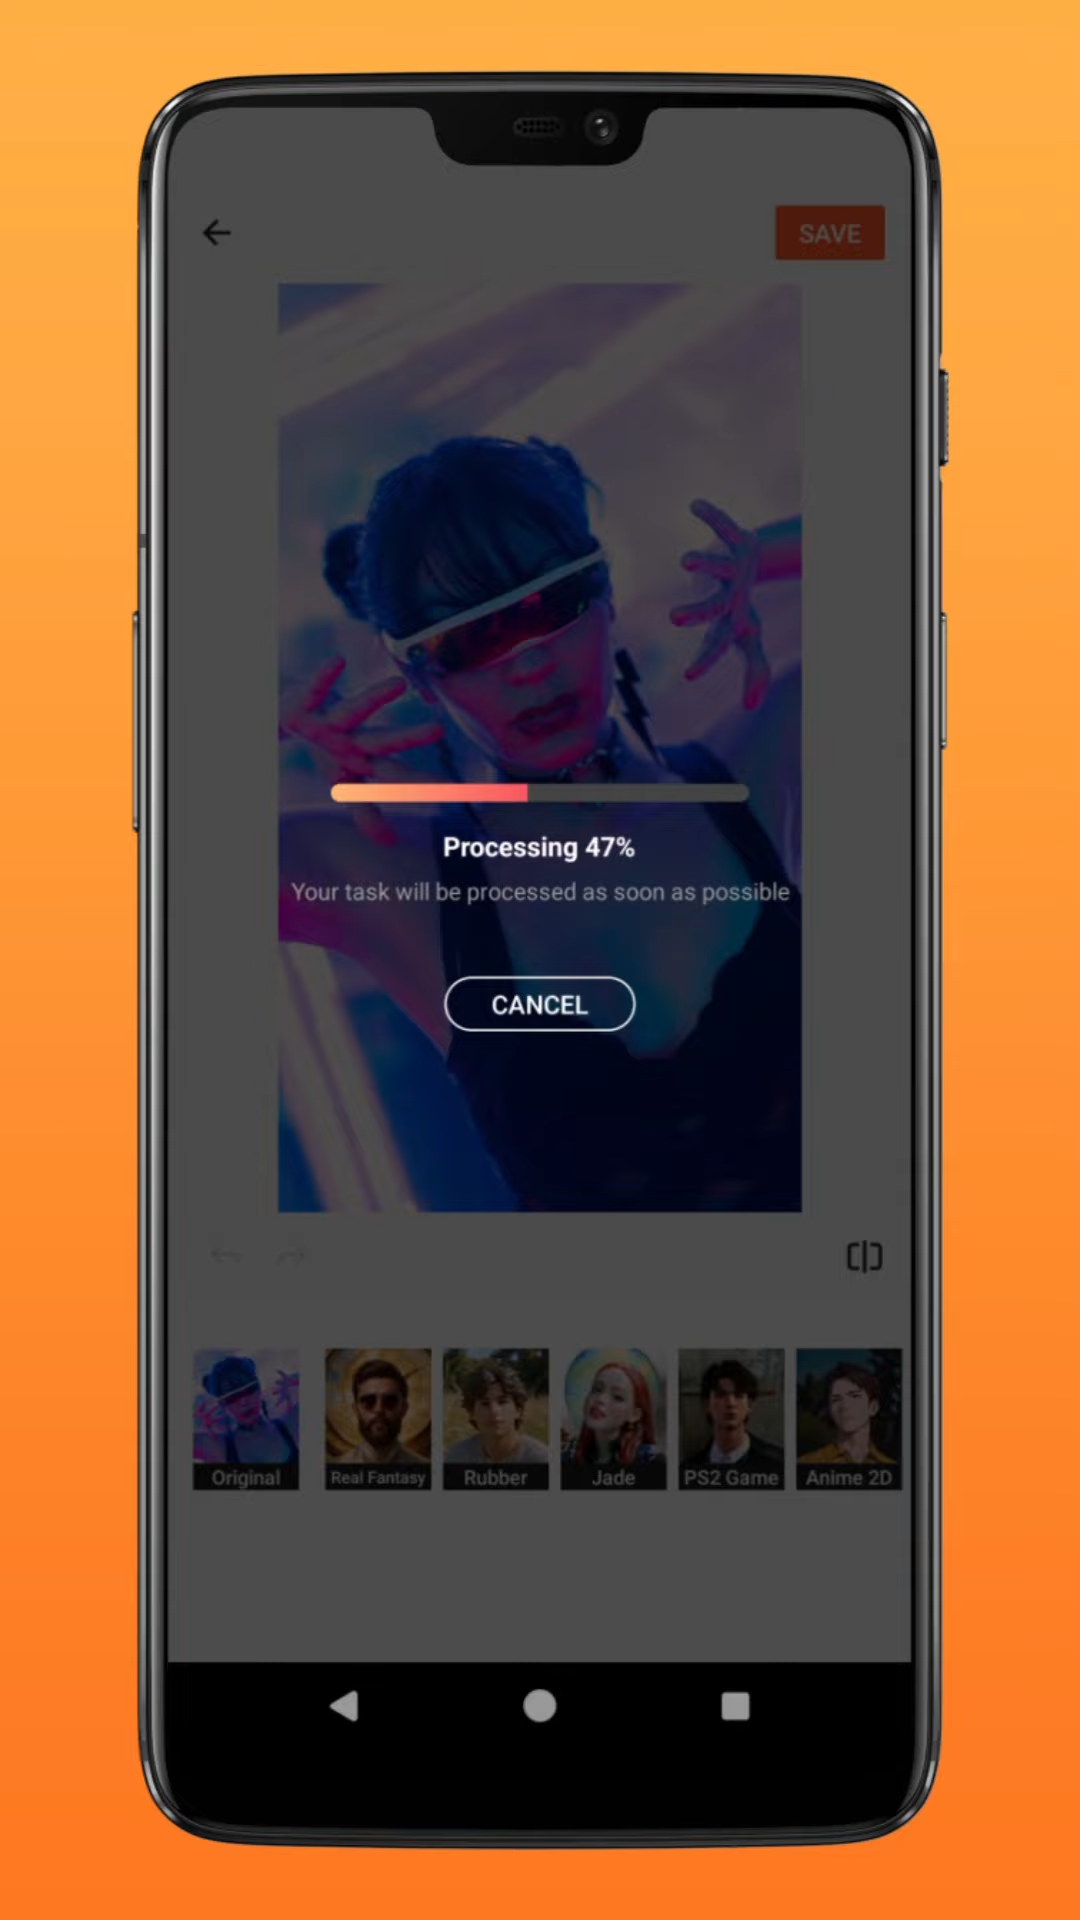 SAVE
Processing 47%
Your task will be processed as soon as possible
CANCEL
Original
Real Fantasy
Rubber
Jade
PS2 Game
Anime 2D